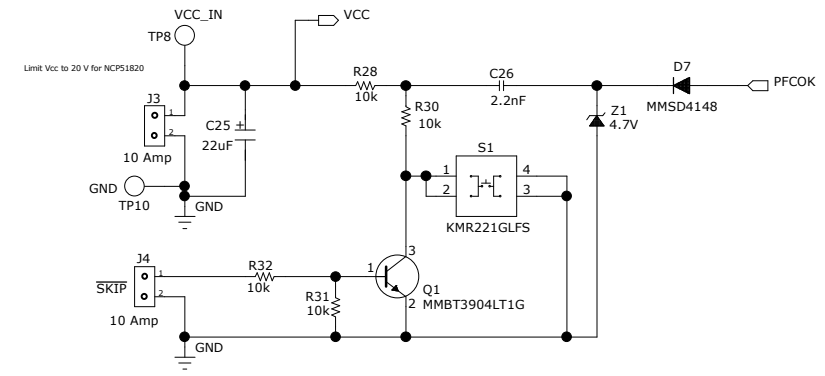 VCC_IN
VCC
TP8
Limit Vcc to 20 V for NCP51820
R28
10k
C26
2.2nF
D7
MMSD4148
PFCOK
J3
1
2
10 Amp
C25
+
22uF
R30
10k
Z1
4.7V
S1
1
2
4
3
KMR221GLFS
GND
TP10
GND
J4
1
2
SKIP
10 Amp
R32
10k
R31
10k
1
3
2
Q1
MMBT3904LT1G
GND